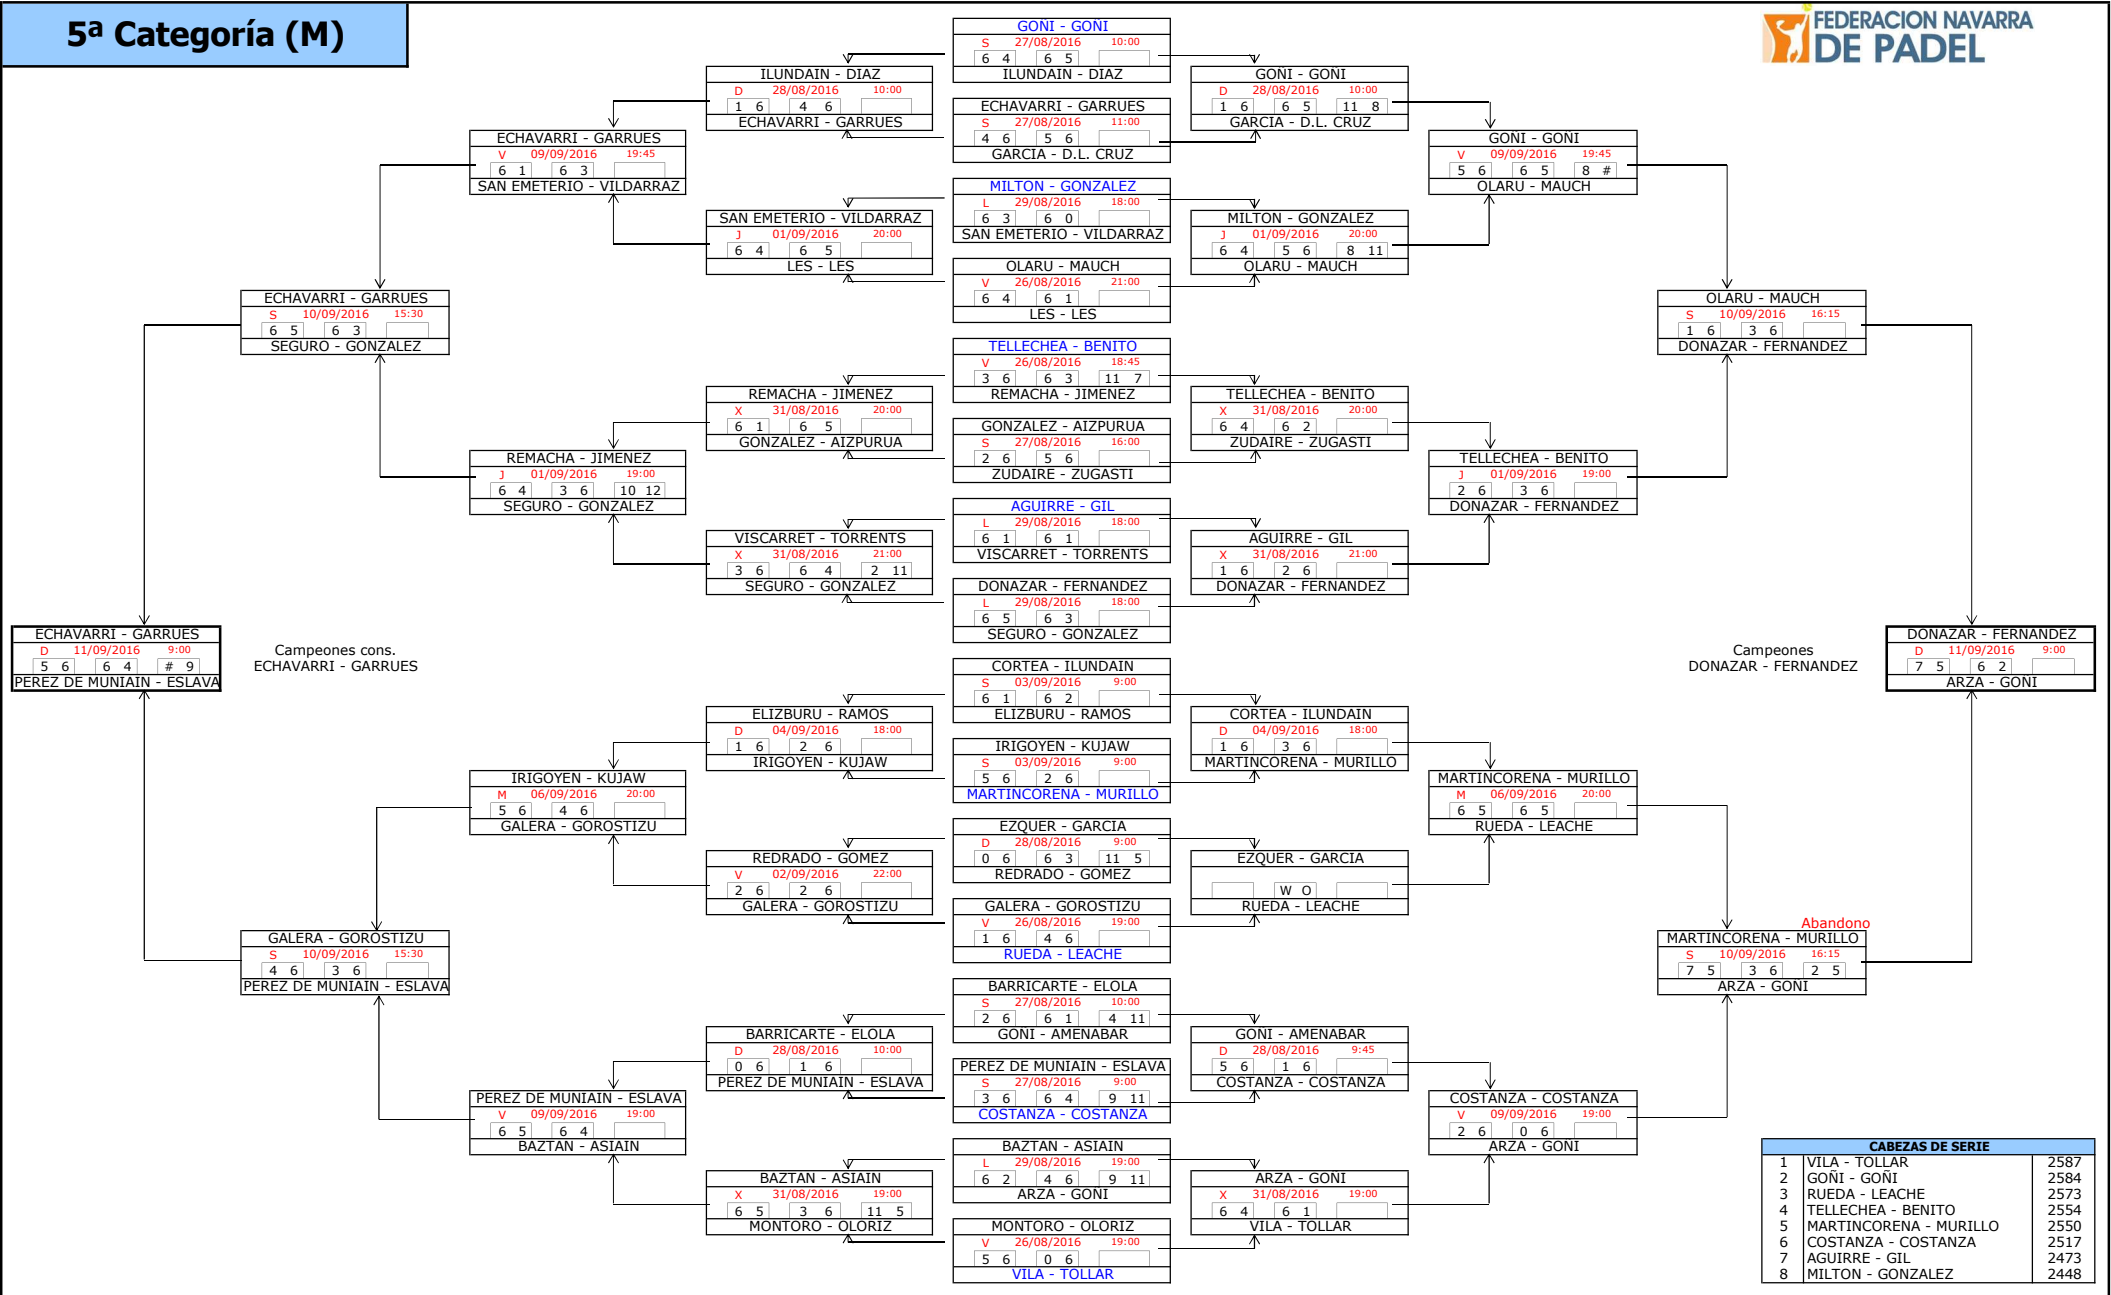 5ª Categoría (M)
FEDERACION NAVARRA
DE PADEL
GOÑI - GOÑI
S 27/08/2016 10:00
6 4 6 5
ILUNDAIN - DIAZ
ECHAVARRI - GARRUES
S 27/08/2016 11:00
4 6 5 6
GARCIA - D.L. CRUZ
MILTON - GONZALEZ
L 29/08/2016 18:00
6 3 6 0
SAN EMETERIO - VILDARRAZ
OLARU - MAUCH
V 26/08/2016 21:00
6 4 6 1
LES - LES
TELLECHEA - BENITO
V 26/08/2016 18:45
3 6 6 3 11 7
REMACHA - JIMENEZ
GONZALEZ - AIZPURUA
S 27/08/2016 16:00
2 6 5 6
ZUDAIRE - ZUGASTI
AGUIRRE - GIL
L 29/08/2016 18:00
6 1 6 1
VISCARRET - TORRENTS
DONAZAR - FERNANDEZ
L 29/08/2016 18:00
6 5 6 3
SEGURO - GONZALEZ
CORTEA - ILUNDAIN
S 03/09/2016 9:00
6 1 6 2
ELIZBURU - RAMOS
IRIGOYEN - KUJAW
S 03/09/2016 9:00
5 6 2 6
MARTINCORENA - MURILLO
EZQUER - GARCIA
D 28/08/2016 9:00
0 6 6 3 11 5
REDRADO - GOMEZ
GALERA - GOROSTIZU
V 26/08/2016 19:00
1 6 4 6
RUEDA - LEACHE
BARRICARTE - ELOLA
S 27/08/2016 10:00
2 6 6 1 4 11
GOÑI - AMENABAR
PEREZ DE MUNIAIN - ESLAVA
S 27/08/2016 9:00
3 6 6 4 9 11
COSTANZA - COSTANZA
BAZTAN - ASIAIN
L 29/08/2016 19:00
6 2 4 6 9 11
ARZA - GOÑI
MONTORO - OLORIZ
V 26/08/2016 19:00
5 6 0 6
VILA - TOLLAR
ILUNDAIN - DIAZ
D 28/08/2016 10:00
1 6 4 6
ECHAVARRI - GARRUES
SAN EMETERIO - VILDARRAZ
J 01/09/2016 20:00
6 4 6 5
LES - LES
REMACHA - JIMENEZ
X 31/08/2016 20:00
6 1 6 5
GONZALEZ - AIZPURUA
VISCARRET - TORRENTS
X 31/08/2016 21:00
3 6 6 4 2 11
SEGURO - GONZALEZ
ELIZBURU - RAMOS
D 04/09/2016 18:00
1 6 2 6
IRIGOYEN - KUJAW
REDRADO - GOMEZ
V 02/09/2016 22:00
2 6 2 6
GALERA - GOROSTIZU
BARRICARTE - ELOLA
D 28/08/2016 10:00
0 6 1 6
PEREZ DE MUNIAIN - ESLAVA
BAZTAN - ASIAIN
X 31/08/2016 19:00
6 5 3 6 11 5
MONTORO - OLORIZ
ECHAVARRI - GARRUES
V 09/09/2016 19:45
6 1 6 3
SAN EMETERIO - VILDARRAZ
REMACHA - JIMENEZ
J 01/09/2016 19:00
6 4 3 6 10 12
SEGURO - GONZALEZ
IRIGOYEN - KUJAW
M 06/09/2016 20:00
5 6 4 6
GALERA - GOROSTIZU
PEREZ DE MUNIAIN - ESLAVA
V 09/09/2016 19:00
6 5 6 4
BAZTAN - ASIAIN
ECHAVARRI - GARRUES
S 10/09/2016 15:30
6 5 6 3
SEGURO - GONZALEZ
GALERA - GOROSTIZU
S 10/09/2016 15:30
4 6 3 6
PEREZ DE MUNIAIN - ESLAVA
ECHAVARRI - GARRUES
D 11/09/2016 9:00
5 6 6 4 # 9
PEREZ DE MUNIAIN - ESLAVA
Campeones cons.
ECHAVARRI - GARRUES
GOÑI - GOÑI
D 28/08/2016 10:00
1 6 6 5 11 8
GARCIA - D.L. CRUZ
MILTON - GONZALEZ
J 01/09/2016 20:00
6 4 5 6 8 11
OLARU - MAUCH
TELLECHEA - BENITO
X 31/08/2016 20:00
6 4 6 2
ZUDAIRE - ZUGASTI
AGUIRRE - GIL
X 31/08/2016 21:00
1 6 2 6
DONAZAR - FERNANDEZ
CORTEA - ILUNDAIN
D 04/09/2016 18:00
1 6 3 6
MARTINCORENA - MURILLO
EZQUER - GARCIA
W O
RUEDA - LEACHE
GOÑI - AMENABAR
D 28/08/2016 9:45
5 6 1 6
COSTANZA - COSTANZA
ARZA - GOÑI
X 31/08/2016 19:00
6 4 6 1
VILA - TOLLAR
GOÑI - GOÑI
V 09/09/2016 19:45
5 6 6 5 8 #
OLARU - MAUCH
TELLECHEA - BENITO
J 01/09/2016 19:00
2 6 3 6
DONAZAR - FERNANDEZ
MARTINCORENA - MURILLO
M 06/09/2016 20:00
6 5 6 5
RUEDA - LEACHE
COSTANZA - COSTANZA
V 09/09/2016 19:00
2 6 0 6
ARZA - GOÑI
OLARU - MAUCH
S 10/09/2016 16:15
1 6 3 6
DONAZAR - FERNANDEZ
Abandono
MARTINCORENA - MURILLO
S 10/09/2016 16:15
7 5 3 6 2 5
ARZA - GOÑI
Campeones
DONAZAR - FERNANDEZ
DONAZAR - FERNANDEZ
D 11/09/2016 9:00
7 5 6 2
ARZA - GOÑI
CABEZAS DE SERIE
1 VILA - TOLLAR 2587
2 GOÑI - GOÑI 2584
3 RUEDA - LEACHE 2573
4 TELLECHEA - BENITO 2554
5 MARTINCORENA - MURILLO 2550
6 COSTANZA - COSTANZA 2517
7 AGUIRRE - GIL 2473
8 MILTON - GONZALEZ 2448